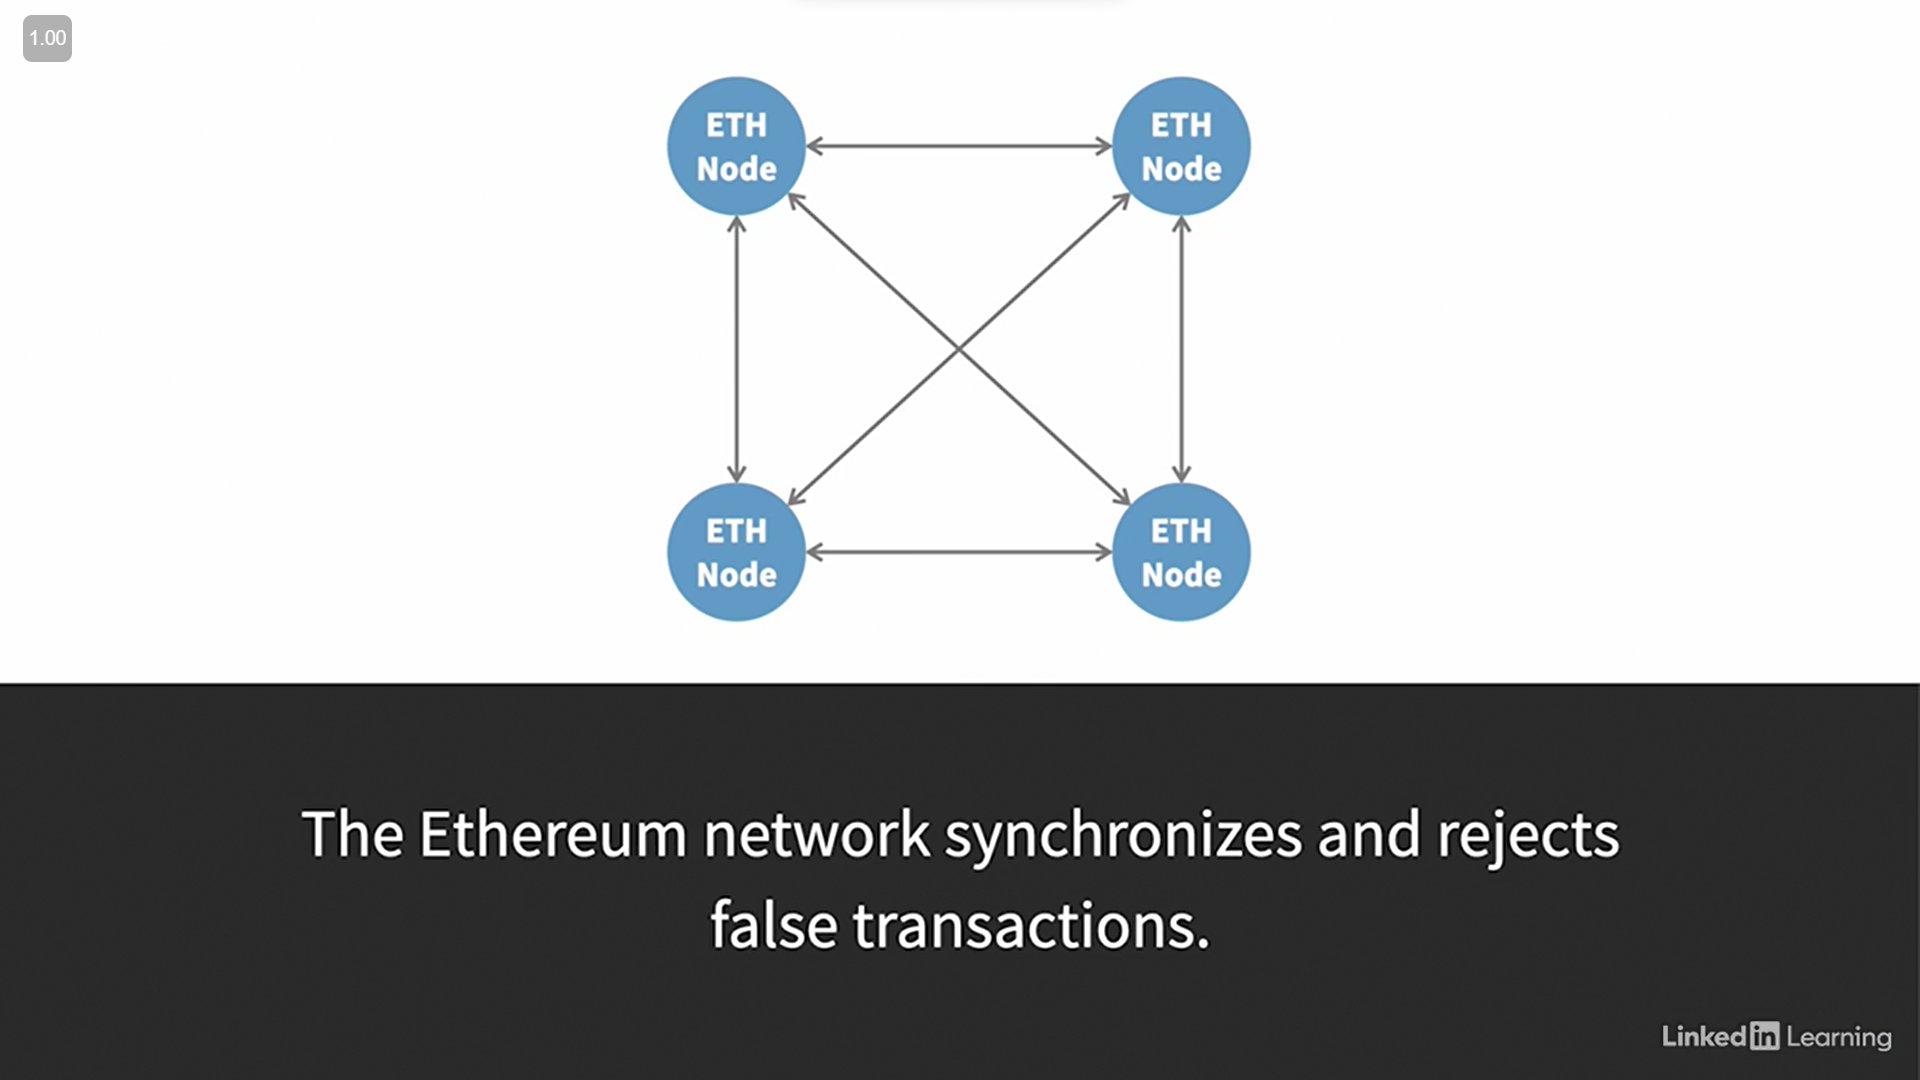 1.00
ETH
Node
ETH
Node
ETH
Node
ETH
Node
The Ethereum network synchronizes and rejects
false transactions.
Linked in Learning